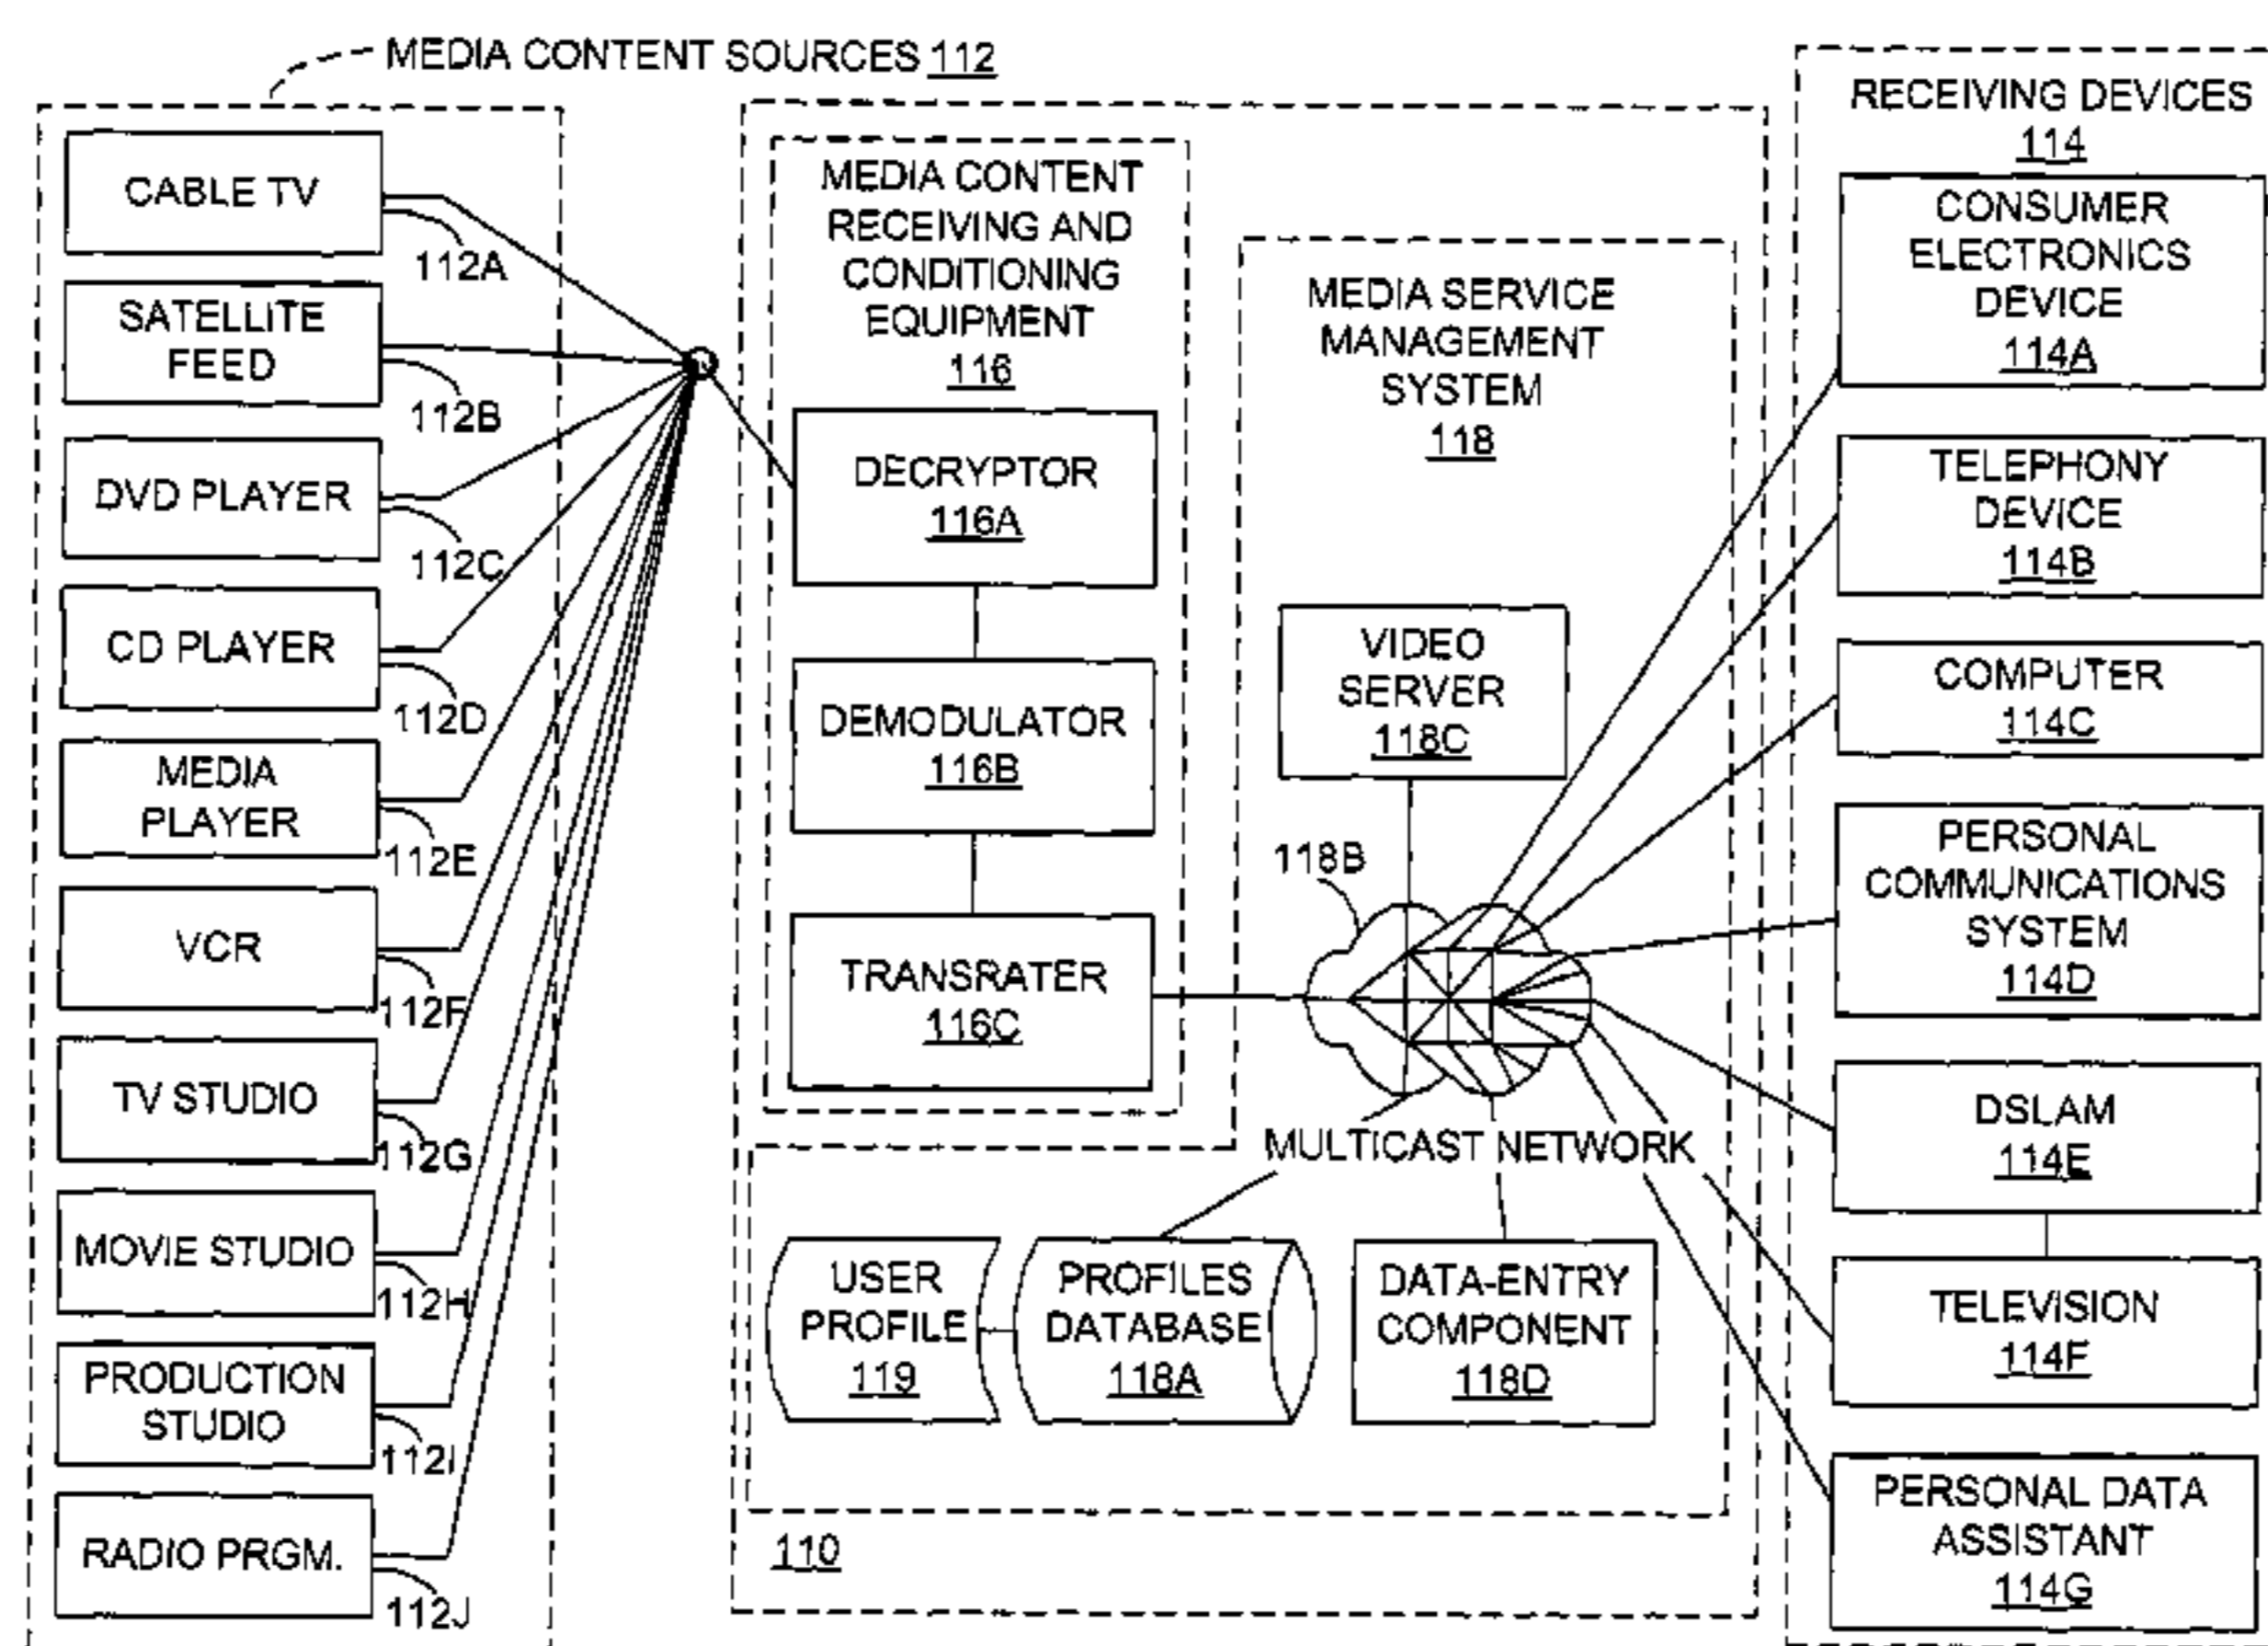 MEDIA CONTENT SOURCES 112
CABLE TV
112A
SATELLITE
FEED
112B
DVD PLAYER
112C
CD PLAYER
112D
MEDIA
PLAYER
112E
VCR
112F
TV STUDIO
112G
MOVIE STUDIO
112H
PRODUCTION
STUDIO
112I
RADIO PRGM.
112J
MEDIA CONTENT
RECEIVING AND
CONDITIONING
EQUIPMENT
116
DECRYPTOR
116A
DEMODULATOR
116B
TRANSRATER
116C
MEDIA SERVICE
MANAGEMENT
SYSTEM
118
VIDEO
SERVER
118C
118B
MULTICAST NETWORK
USER
PROFILE
119
PROFILES
DATABASE
118A
DATA-ENTRY
COMPONENT
118D
110
RECEIVING DEVICES
114
CONSUMER
ELECTRONICS
DEVICE
114A
TELEPHONY
DEVICE
114B
COMPUTER
114C
PERSONAL
COMMUNICATIONS
SYSTEM
114D
DSLAM
114E
TELEVISION
114F
PERSONAL DATA
ASSISTANT
114G